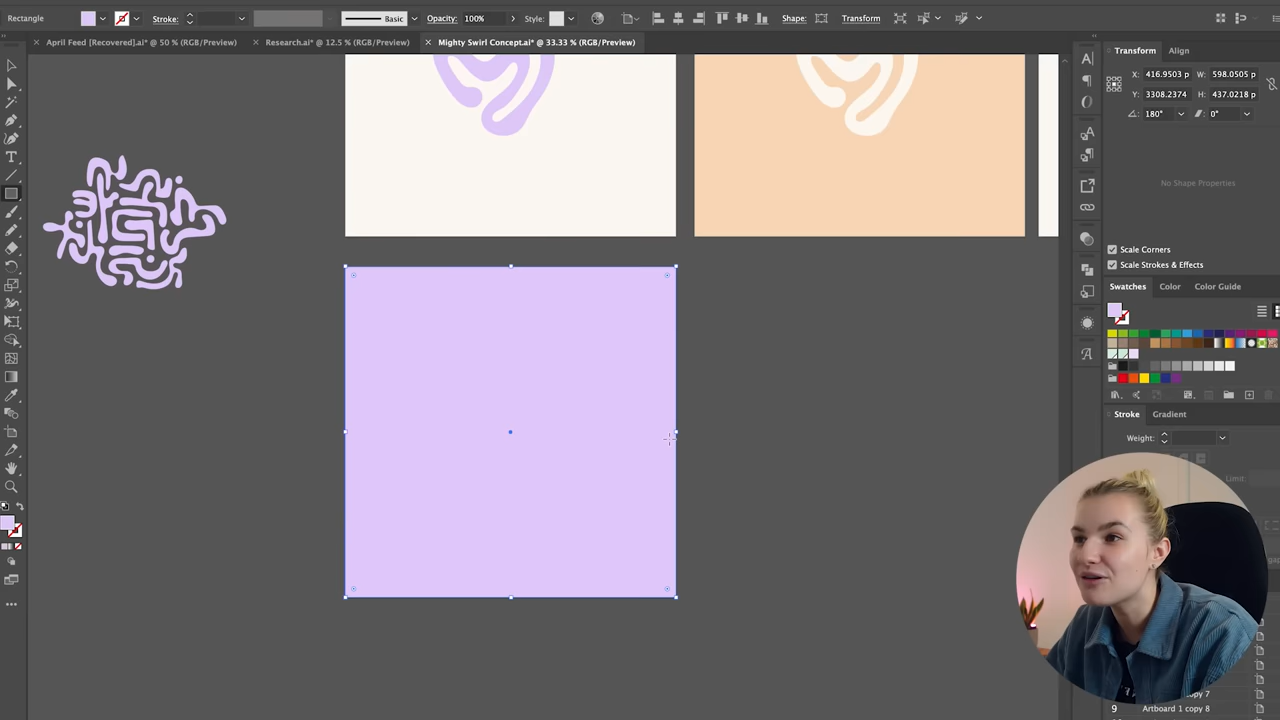 Rectangle Stroke: Basic Opacity: 100% Style: Shape: Transform
April Feed [Recovered].ai* @ 50 % (RGB/Preview) Research.ai* @ 12.5 % (RGB/Preview) Mighty Swirl Concept.ai* @ 33.33 % (RGB/Preview)
Transform Align
X: 416.9503 p W: 598.0505 p
Y: 3308.2374 H: 437.0218 p
180° 0°
No Shape Properties
Scale Corners
Scale Strokes & Effects
Swatches Color Color Guide
Stroke Gradient
Weight:
Limit:
copy 7
9 Artboard 1 copy 8